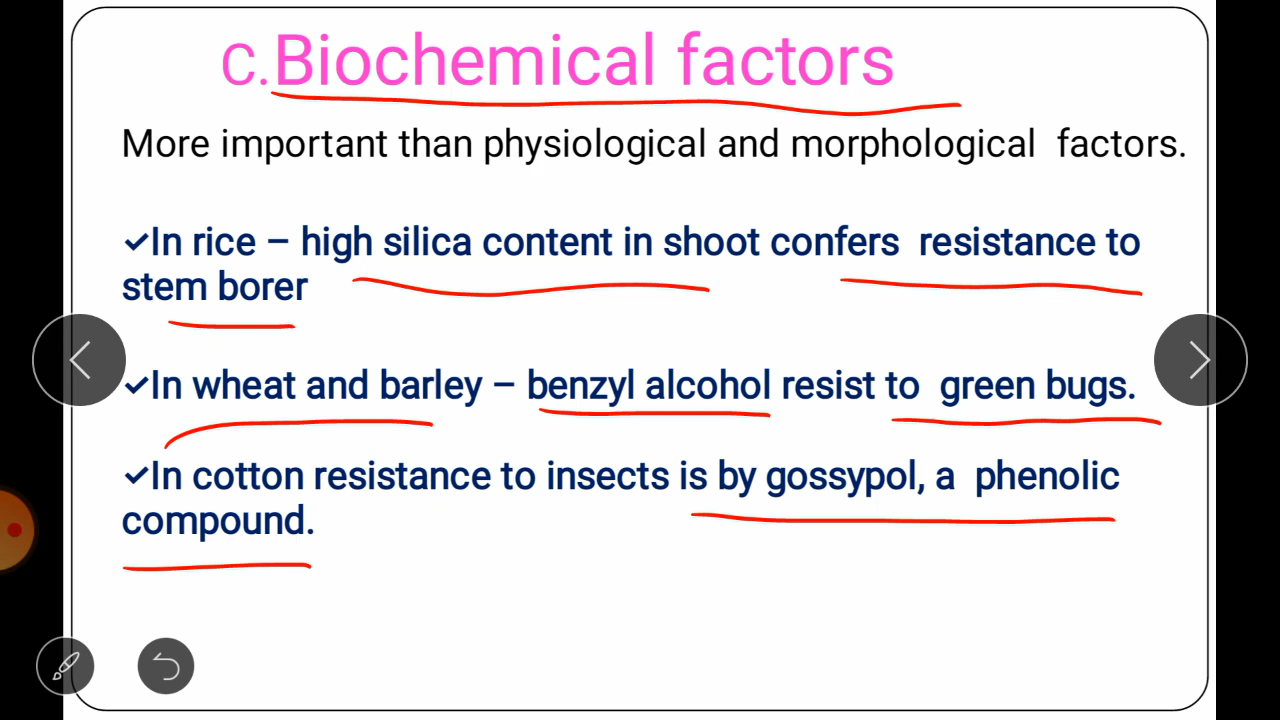 C.Biochemical factors
More important than physiological and morphological factors.
✓In rice – high silica content in shoot confers resistance to
stem borer
✓In wheat and barley – benzyl alcohol resist to green bugs.
✓In cotton resistance to insects is by gossypol, a phenolic
compound.